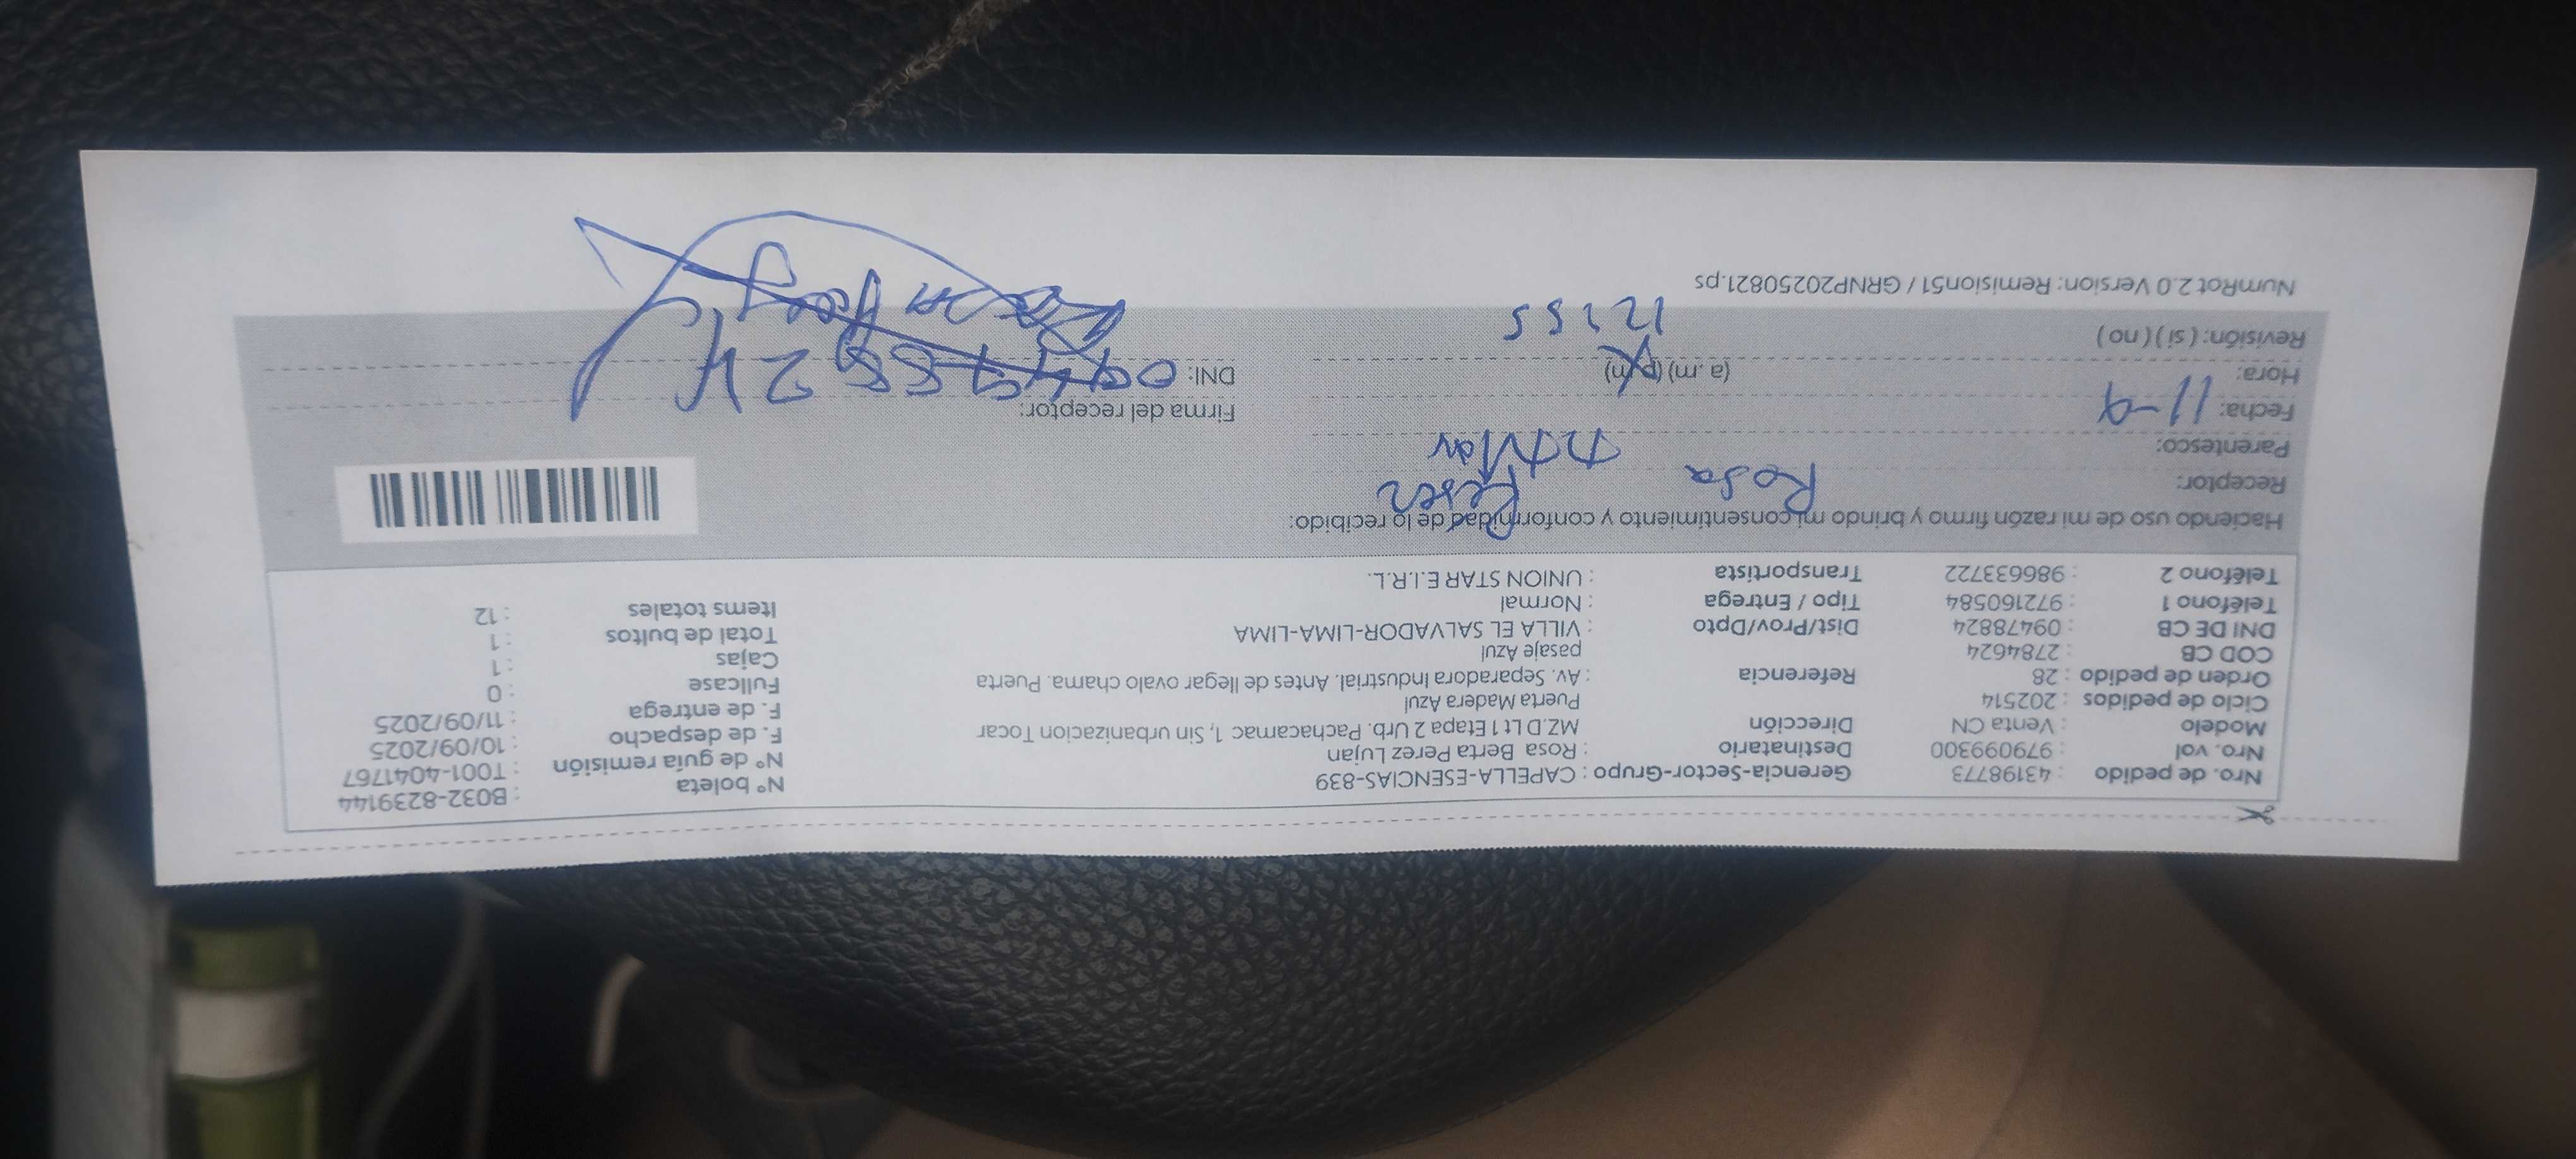 Nro. de pedido : 43198773 Gerencia-Sector-Grupo : CAPELLA-ESENCIAS-839 N° boleta : B032-8239144
Nro. vol : 979099300 Destinatario : Rosa Berta Perez Lujan N° de guía remisión : T001-4041767
Modelo : Venta CN Dirección MZ.D Lt 1 Etapa 2 Urb. Pachacamac 1, Sin urbanizacion Tocar F. de despacho : 10/09/2025
Ciclo de pedidos : 202514 Puerta Madera Azul F. de entrega : 11/09/2025
Orden de pedido : 28 Referencia : Av. Separadora Industrial. Antes de llegar ovalo chama. Puerta Fullcase : 0
COD CB : 2784624 pasaje Azul Cajas : 1
DNI DE CB : 09478824 Dist/Prov/Dpto : VILLA EL SALVADOR-LIMA-LIMA Total de bultos : 1
Teléfono 1 : 972160584 Tipo / Entrega : Normal Items totales : 12
Teléfono 2 : 986633722 Transportista : UNION STAR E.I.R.L.
Haciendo uso de mi razón firmo y brindo mi consentimiento y conformidad de lo recibido:
Receptor: Rosa
Parentesco: titular
Fecha: 11-9 Firma del receptor:
Hora: (a .m) (p.m) DNI: 09478824
Revisión: ( si ) ( no ) 12:55
NumRot 2.0 Version: Remision51 / GRNP20250821.ps